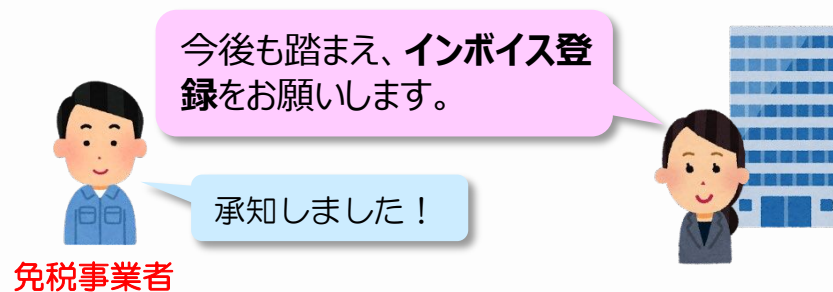 今後も踏まえ、インボイス登
録をお願いします。
承知しました！
免税事業者